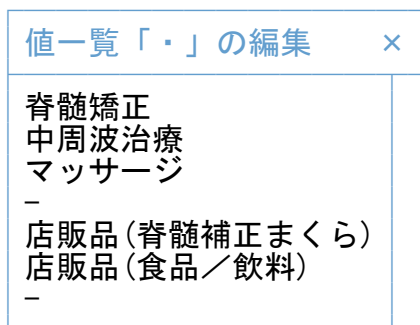 値一覧「・」の編集 ×
脊髄矯正
中周波治療
マッサージ
–
店販品(脊髄補正まくら)
店販品(食品／飲料)
–